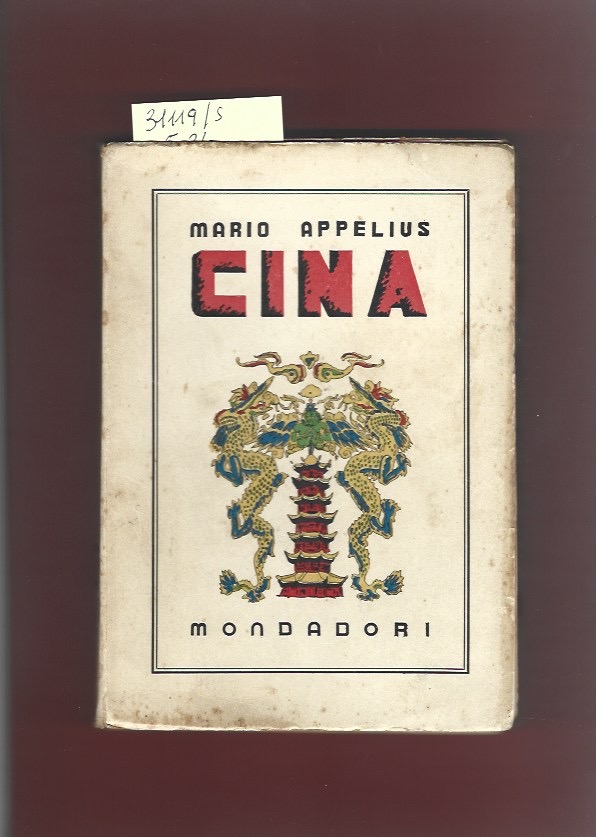 31119/S
MARIO APPELIUS
CINA
MONDADORI